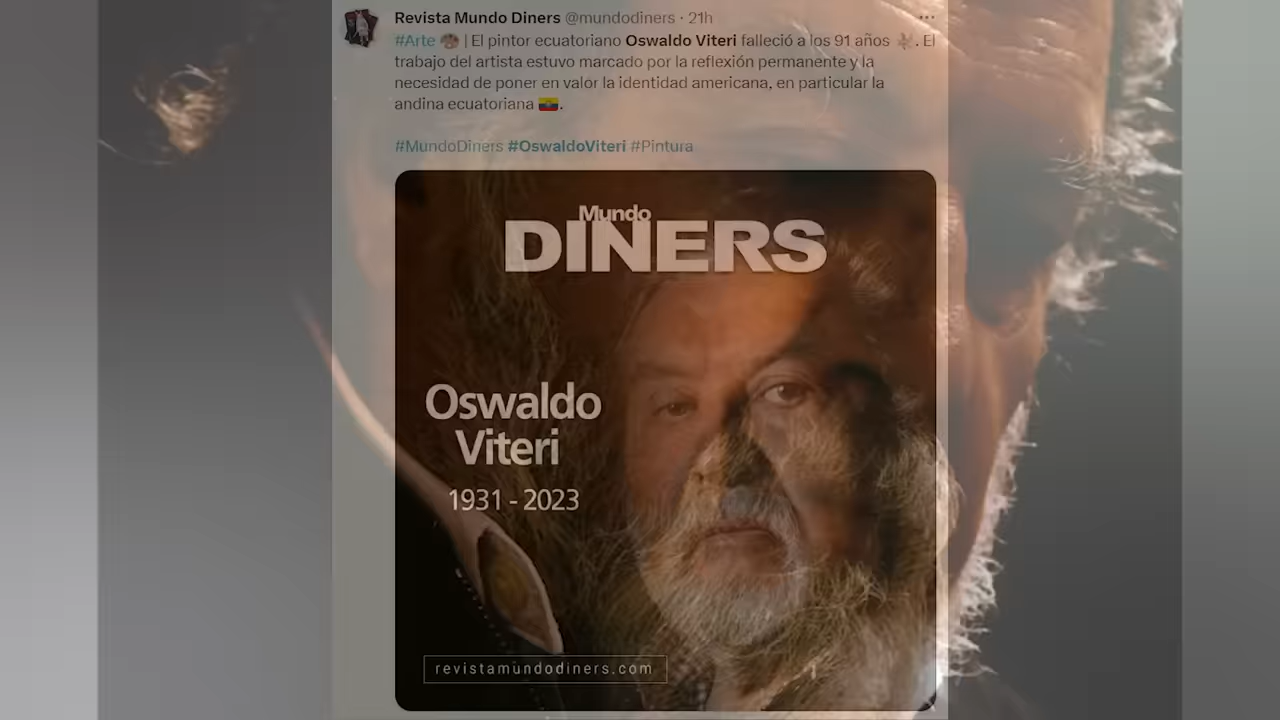 Revista Mundo Diners @mundodiners · 21h
#Arte 🎨 | El pintor ecuatoriano Oswaldo Viteri falleció a los 91 años 🕊. El
trabajo del artista estuvo marcado por la reflexión permanente y la
necesidad de poner en valor la identidad americana, en particular la
andina ecuatoriana 🇪🇨.
#MundoDiners #OswaldoViteri #Pintura
Mundo
DINERS
Oswaldo
Viteri
1931 - 2023
revistamundodiners.com